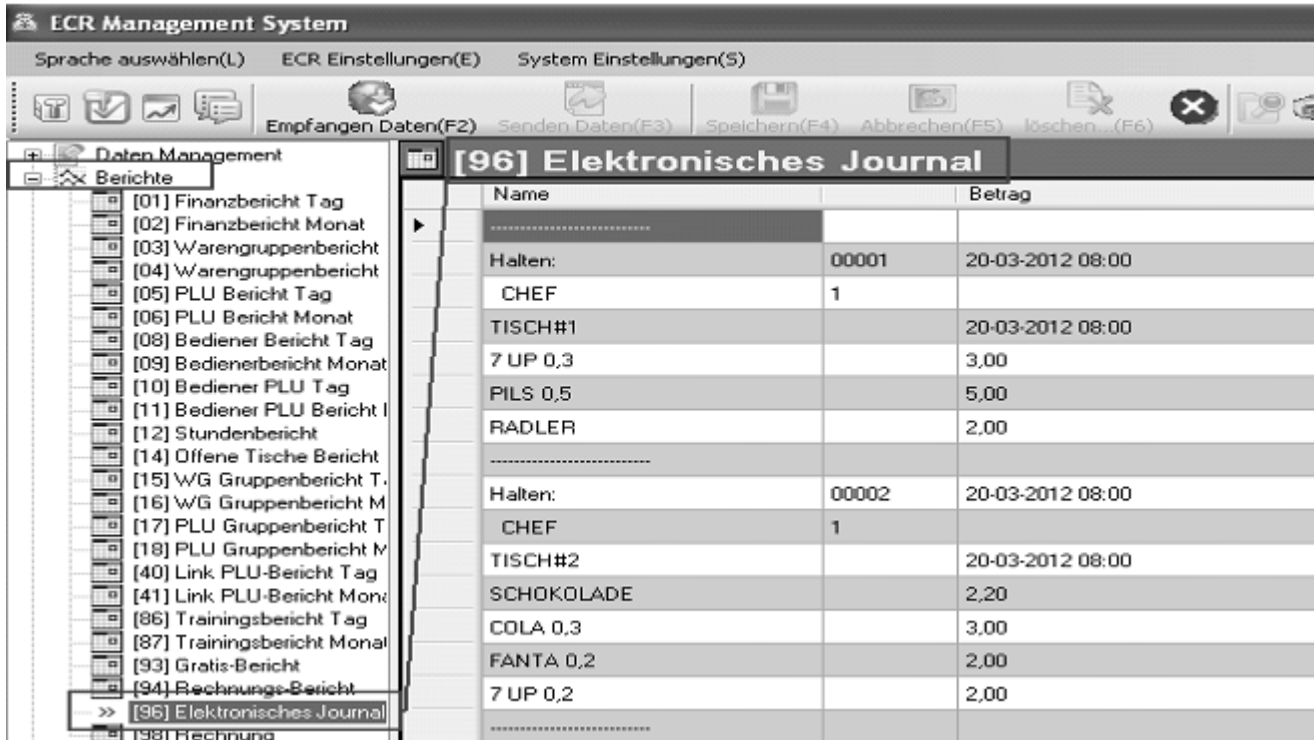 ECR Management System
Sprache auswählen(L) ECR Einstellungen(E) System Einstellungen(S)
Empfangen Daten(F2) Senden Daten(F3) Speichern(F4) Abbrechen(F5) löschen...(F6)
Daten Management
Berichte
[01] Finanzbericht Tag
[02] Finanzbericht Monat
[03] Warengruppenbericht
[04] Warengruppenbericht
[05] PLU Bericht Tag
[06] PLU Bericht Monat
[08] Bediener Bericht Tag
[09] Bedienerbericht Monat
[10] Bediener PLU Tag
[11] Bediener PLU Bericht
[12] Stundenbericht
[14] Offene Tische Bericht
[15] WG Gruppenbericht T
[16] WG Gruppenbericht M
[17] PLU Gruppenbericht T
[18] PLU Gruppenbericht M
[40] Link PLU-Bericht Tag
[41] Link PLU-Bericht Mon
[86] Trainingsbericht Tag
[87] Trainingsbericht Monat
[93] Gratis-Bericht
[94] Rechnungs-Bericht
[96] Elektronisches Journal
[98] Rechnung
[96] Elektronisches Journal
Name Betrag
---------------------------
Halten: 00001 20-03-2012 08:00
CHEF 1
TISCH#1 20-03-2012 08:00
7 UP 0,3 3,00
PILS 0,5 5,00
RADLER 2,00
---------------------------
Halten: 00002 20-03-2012 08:00
CHEF 1
TISCH#2 20-03-2012 08:00
SCHOKOLADE 2,20
COLA 0,3 3,00
FANTA 0,2 2,00
7 UP 0,2 2,00
---------------------------